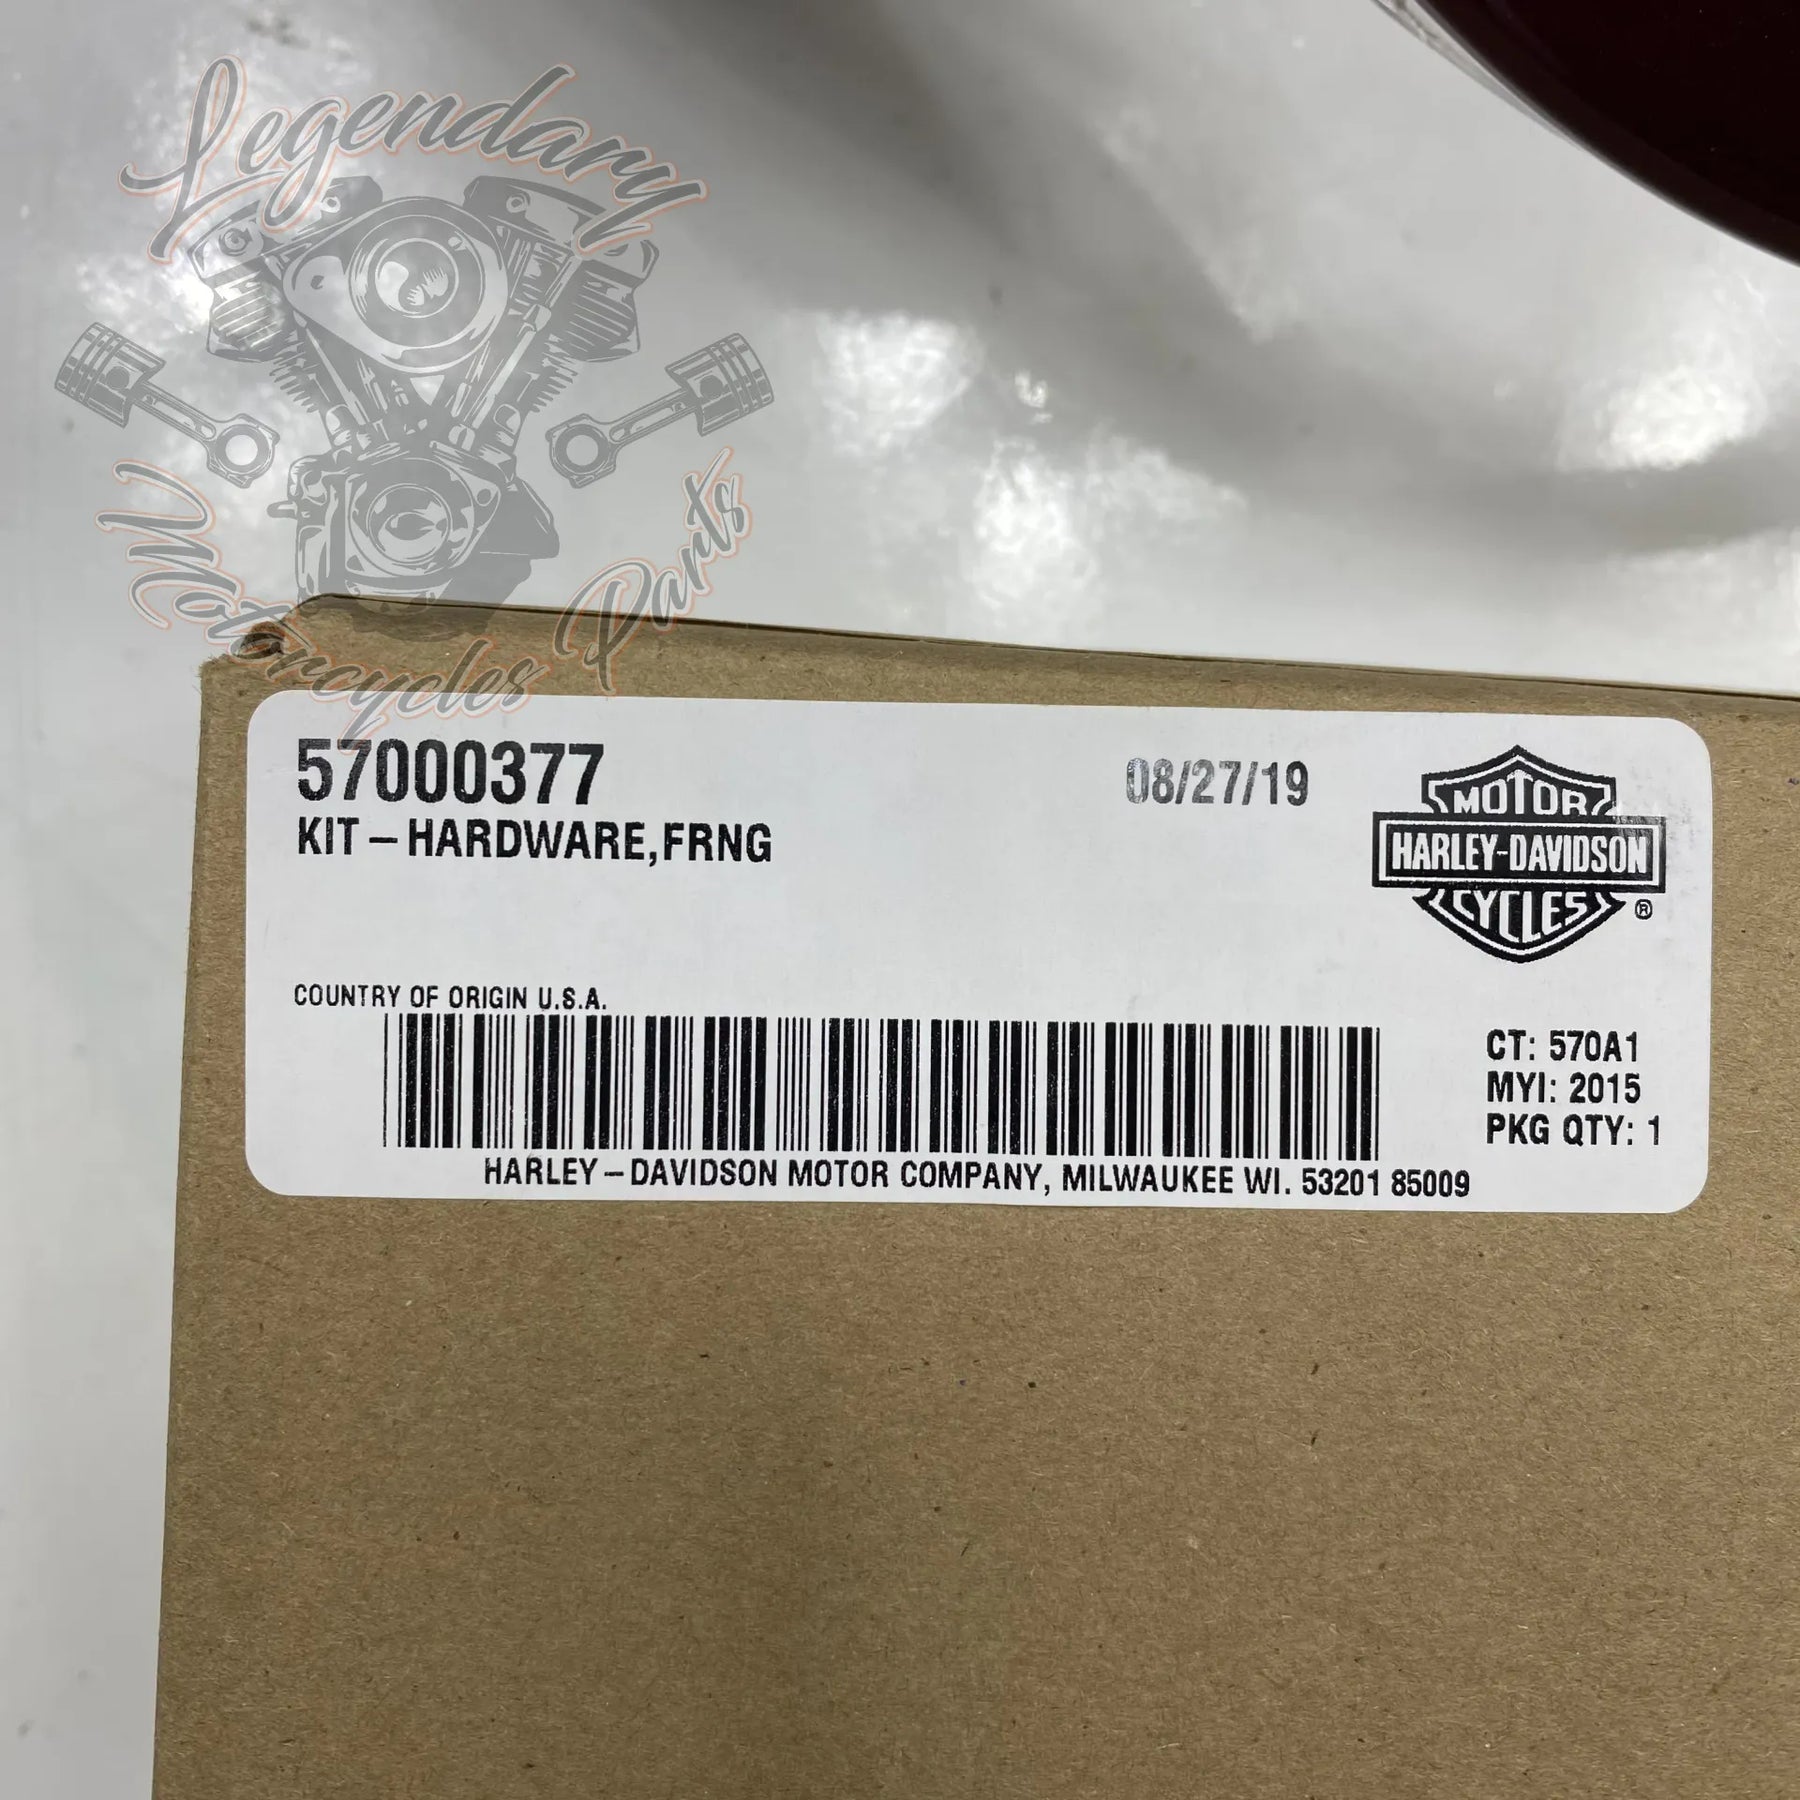 Legendary
Motorcycles Parts
57000377
08/27/19
KIT – HARDWARE,FRNG
MOTOR
HARLEY-DAVIDSON
CYCLES
®
COUNTRY OF ORIGIN U.S.A.
CT: 570A1
MYI: 2015
PKG QTY: 1
HARLEY – DAVIDSON MOTOR COMPANY, MILWAUKEE WI. 53201 85009